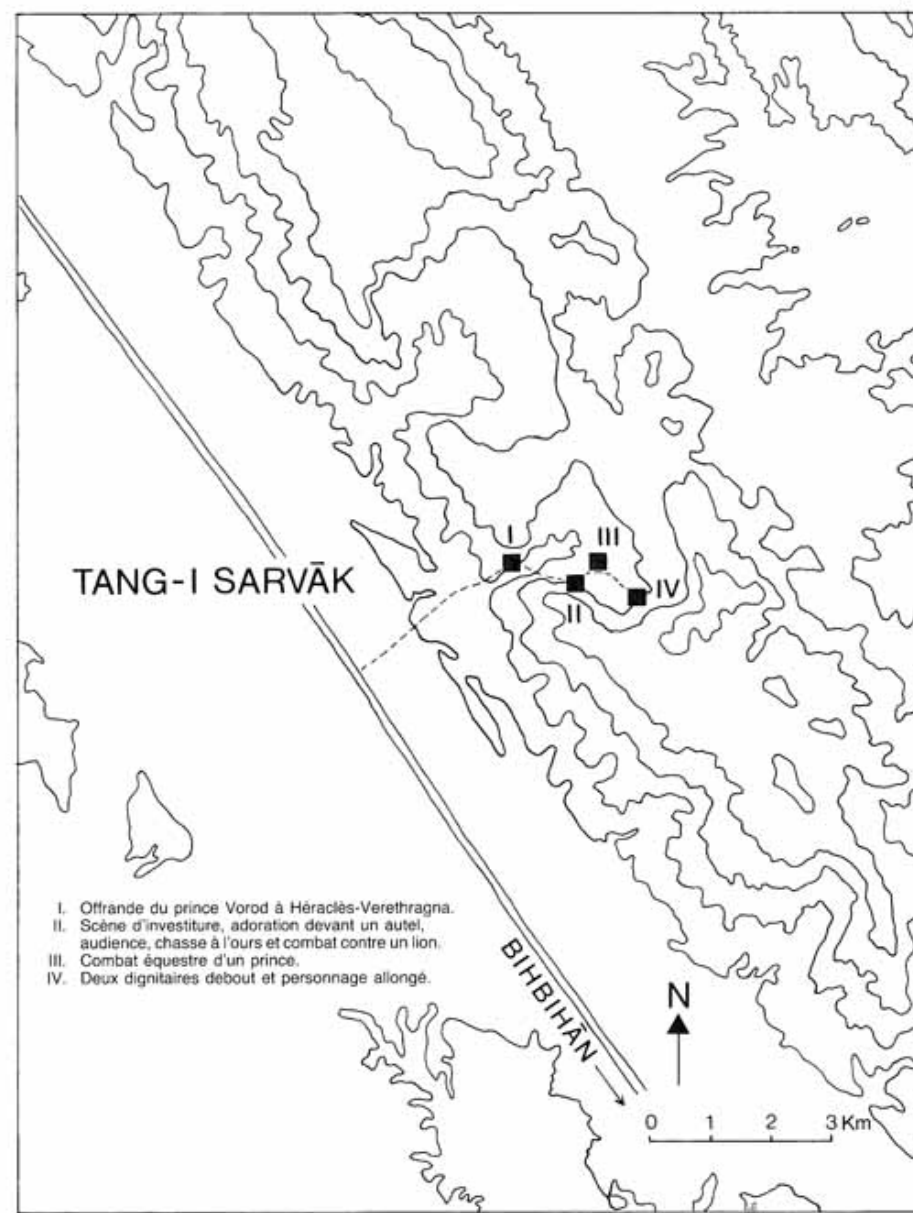 I
III
TANG-I SARVĀK
II
IV
I. Offrande du prince Vorod à Héraclès-Verethragna.
II. Scène d'investiture, adoration devant un autel,
audience, chasse à l'ours et combat contre un lion.
III. Combat équestre d'un prince.
IV. Deux dignitaires debout et personnage allongé.
BIHBIHĀN
N
0 1 2 3 Km